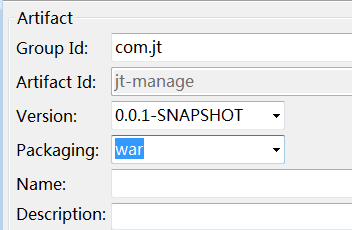 Artifact
Group Id: com.jt
Artifact Id: jt-manage
Version: 0.0.1-SNAPSHOT
Packaging: war
Name:
Description: